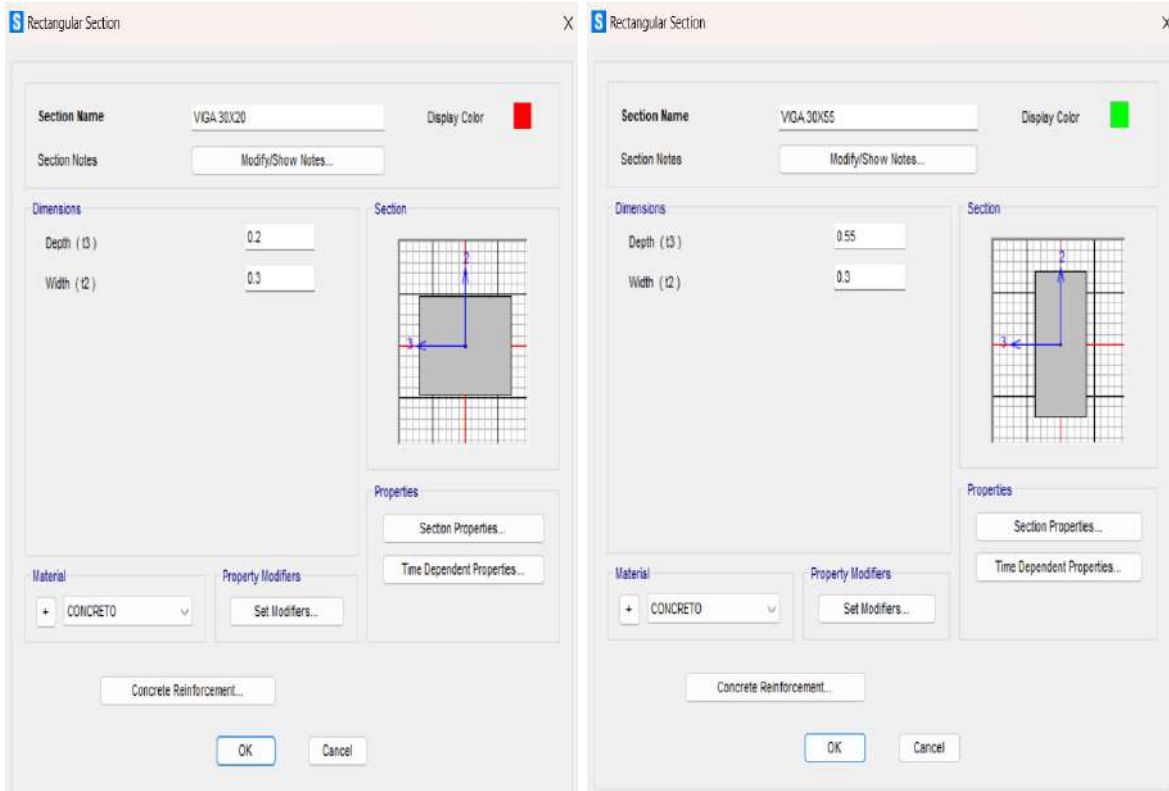 S Rectangular Section X
Section Name VIGA 30X20 Display Color
Section Notes Modify/Show Notes...
Dimensions
Depth ( t3 ) 0.2
Width ( t2 ) 0.3
Section
2
3
Properties
Section Properties...
Time Dependent Properties...
Material
+ CONCRETO
Property Modifiers
Set Modifiers...
Concrete Reinforcement...
OK Cancel
S Rectangular Section X
Section Name VIGA 30X55 Display Color
Section Notes Modify/Show Notes...
Dimensions
Depth ( t3 ) 0.55
Width ( t2 ) 0.3
Section
2
3
Properties
Section Properties...
Time Dependent Properties...
Material
+ CONCRETO
Property Modifiers
Set Modifiers...
Concrete Reinforcement...
OK Cancel